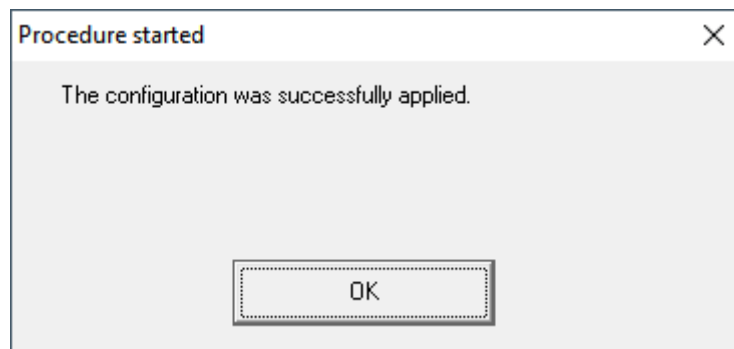 Procedure started
The configuration was successfully applied.
OK